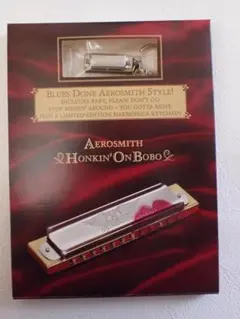 BLUES DONE AEROSMITH STYLE!
INCLUDES BABY, PLEASE DON'T GO
STOP MESSIN' AROUND • YOU GOTTA MOVE
PLUS A LIMITED EDITION HARMONICA KEYCHAIN!
AEROSMITH
HONKIN' ON BOBO